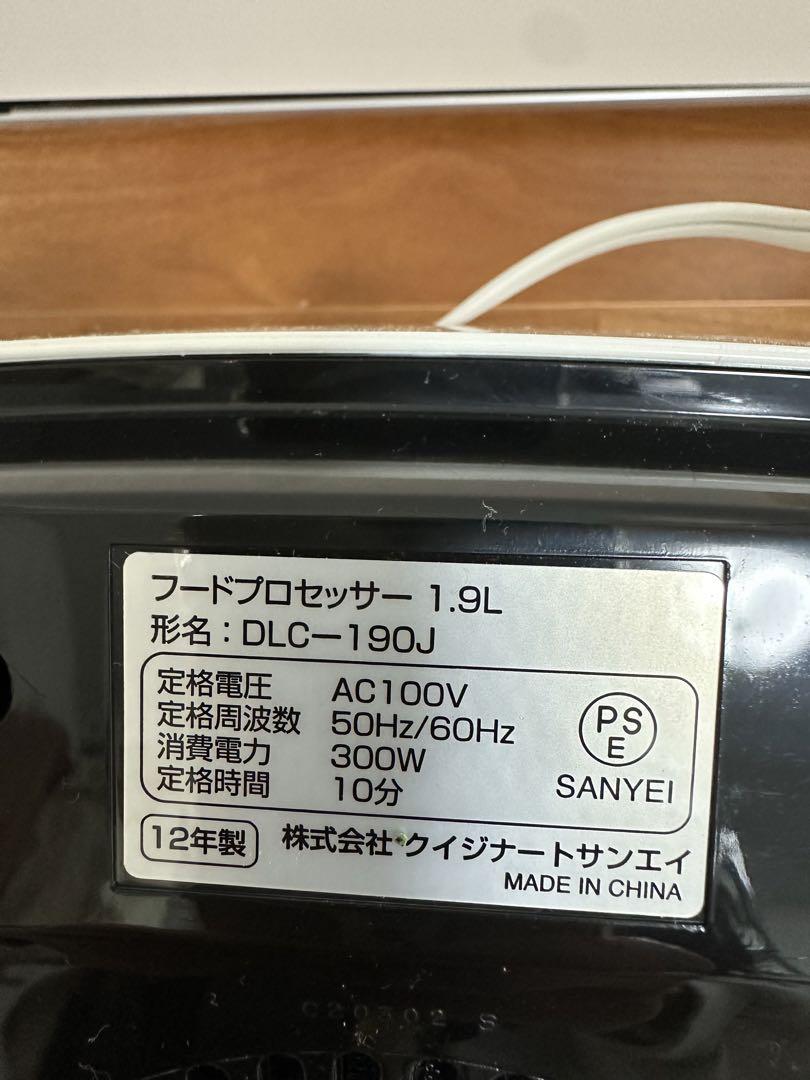 フードプロセッサー 1.9L
形名：DLC－190J
定格電圧 AC100V
定格周波数 50Hz/60Hz
消費電力 300W
定格時間 10分
PSE
SANYEI
12年製 株式会社 クイジナートサンエイ
MADE IN CHINA
C20302 S